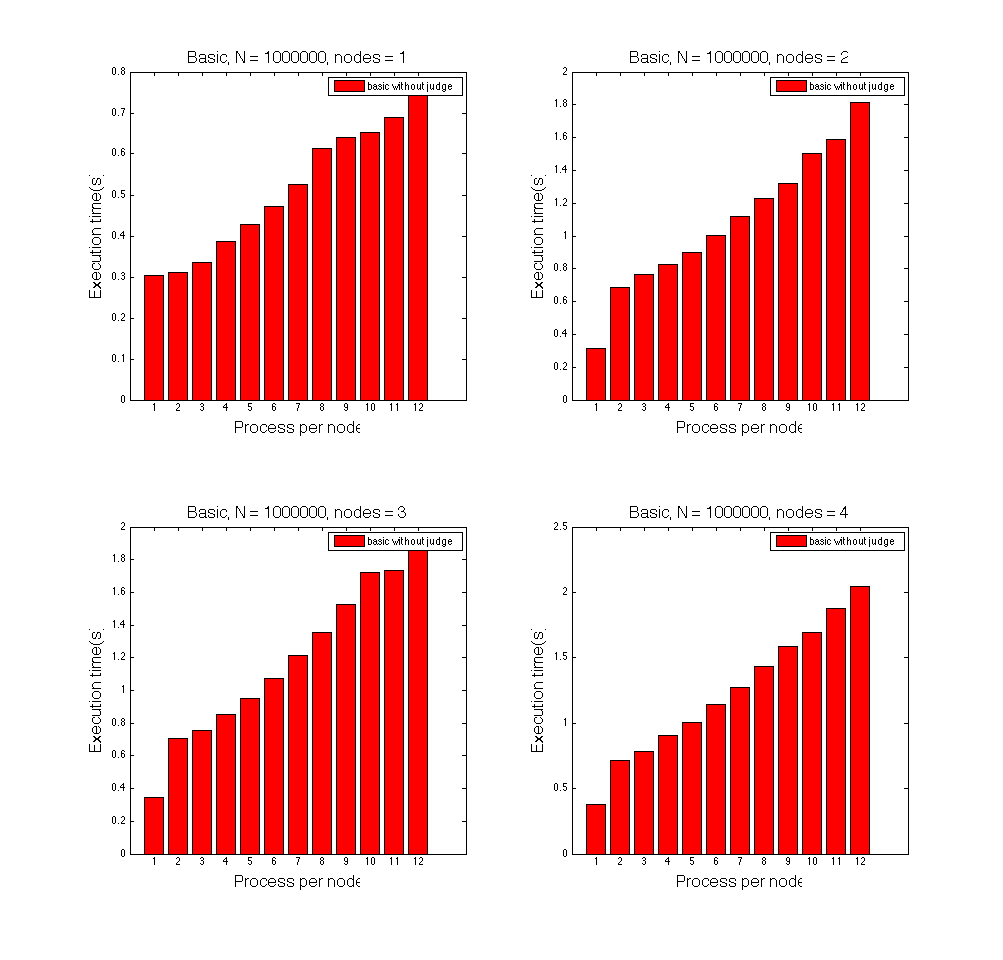 Basic, N = 1000000, nodes = 1
basic without judge
0.8
0.7
0.6
0.5
0.4
0.3
0.2
0.1
0
Execution time(s)
1 2 3 4 5 6 7 8 9 10 11 12
Process per node
Basic, N = 1000000, nodes = 2
basic without judge
2
1.8
1.6
1.4
1.2
1
0.8
0.6
0.4
0.2
0
Execution time(s)
1 2 3 4 5 6 7 8 9 10 11 12
Process per node
Basic, N = 1000000, nodes = 3
basic without judge
2
1.8
1.6
1.4
1.2
1
0.8
0.6
0.4
0.2
0
Execution time(s)
1 2 3 4 5 6 7 8 9 10 11 12
Process per node
Basic, N = 1000000, nodes = 4
basic without judge
2.5
2
1.5
1
0.5
0
Execution time(s)
1 2 3 4 5 6 7 8 9 10 11 12
Process per node